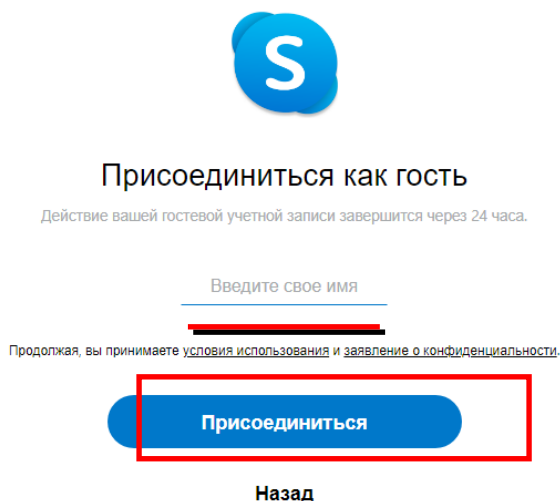 S
Присоединиться как гость
Действие вашей гостевой учетной записи завершится через 24 часа.
Введите свое имя
Продолжая, вы принимаете условия использования и заявление о конфиденциальности.
Присоединиться
Назад